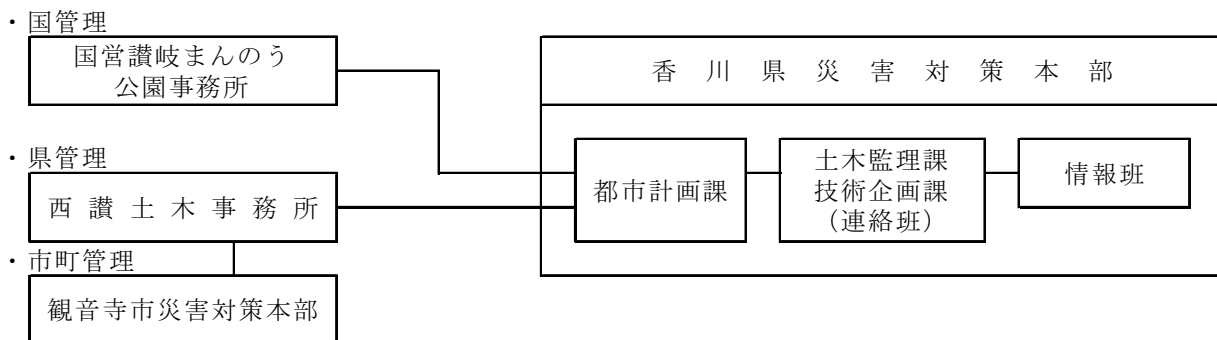 ・国管理
国営讃岐まんのう
公園事務所
香川県災害対策本部
・県管理
西讃土木事務所
都市計画課
土木監理課
技術企画課
（連絡班）
情報班
・市町管理
観音寺市災害対策本部